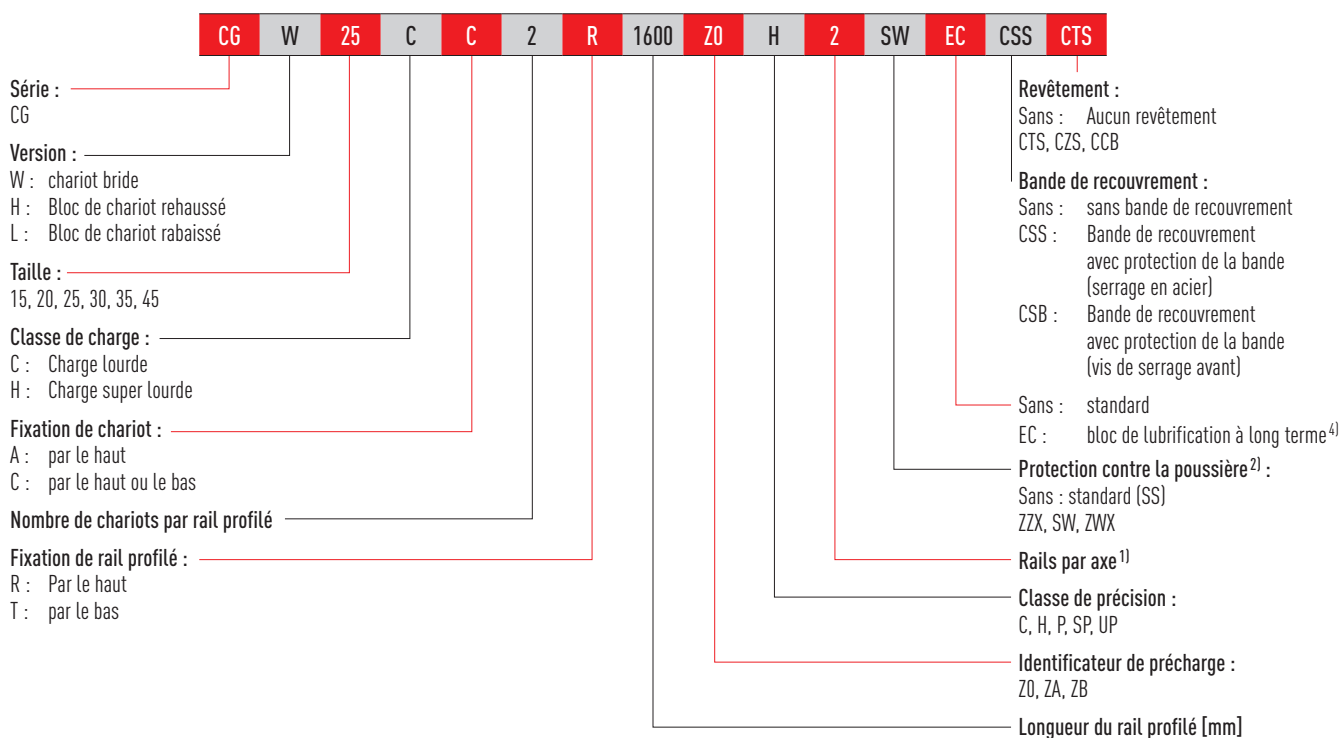 CG W 25 C C 2 R 1600 Z0 H 2 SW EC CSS CTS
Série :
CG
Version :
W : chariot bride
H : Bloc de chariot rehaussé
L : Bloc de chariot rabaissé
Taille :
15, 20, 25, 30, 35, 45
Classe de charge :
C : Charge lourde
H : Charge super lourde
Fixation de chariot :
A : par le haut
C : par le haut ou le bas
Nombre de chariots par rail profilé
Fixation de rail profilé :
R : Par le haut
T : par le bas
Revêtement :
Sans : Aucun revêtement
CTS, CZS, CCB
Bande de recouvrement :
Sans : sans bande de recouvrement
CSS : Bande de recouvrement
avec protection de la bande
(serrage en acier)
CSB : Bande de recouvrement
avec protection de la bande
(vis de serrage avant)
Sans : standard
EC : bloc de lubrification à long terme 4)
Protection contre la poussière 2) :
Sans : standard (SS)
ZZX, SW, ZWX
Rails par axe 1)
Classe de précision :
C, H, P, SP, UP
Identificateur de précharge :
Z0, ZA, ZB
Longueur du rail profilé [mm]